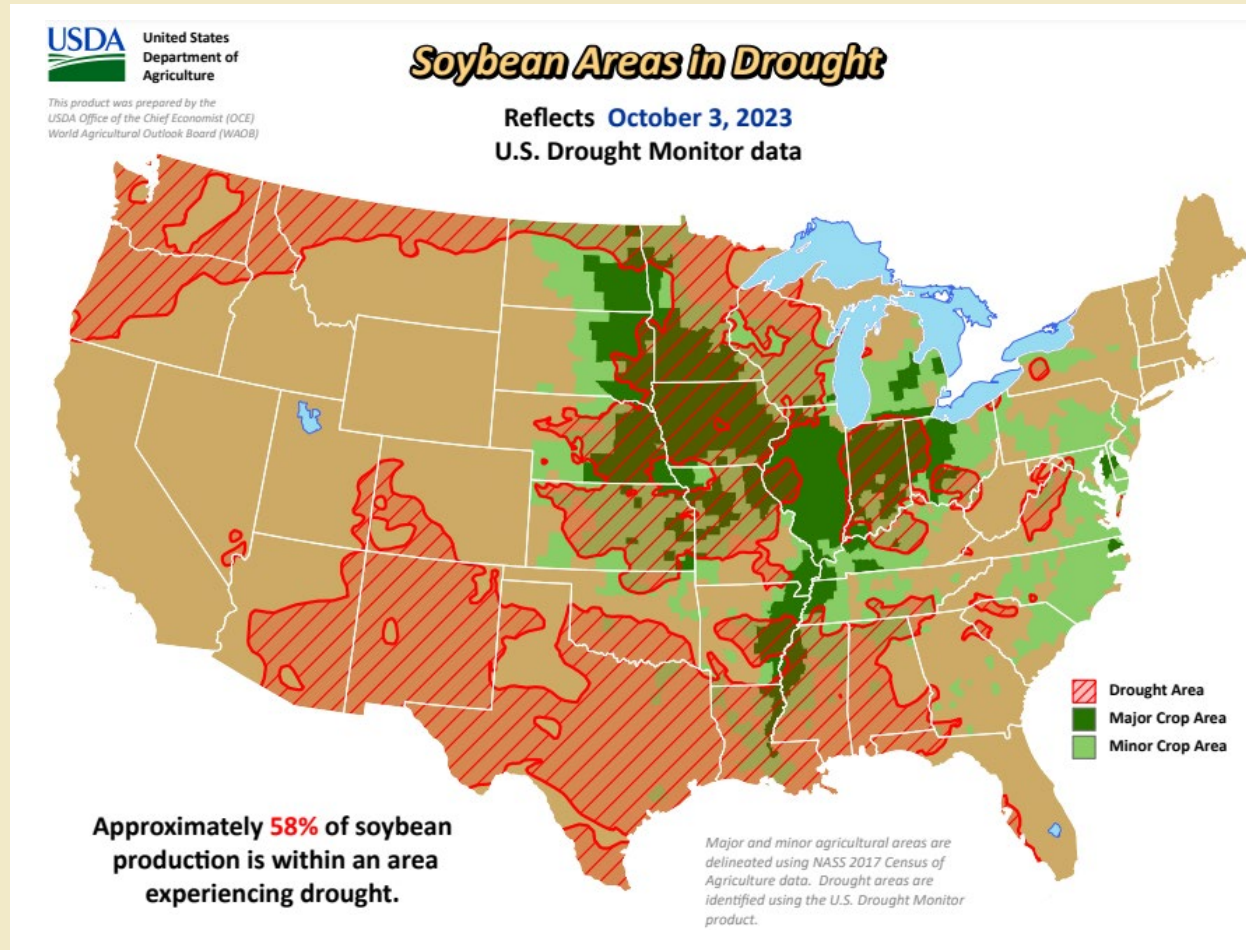 USDA
United States
Department of
Agriculture
This product was prepared by the
USDA Office of the Chief Economist (OCE)
World Agricultural Outlook Board (WAOB)
Soybean Areas in Drought
Reflects October 3, 2023
U.S. Drought Monitor data
Drought Area
Major Crop Area
Minor Crop Area
Approximately 58% of soybean
production is within an area
experiencing drought.
Major and minor agricultural areas are
delineated using NASS 2017 Census of
Agriculture data. Drought areas are
identified using the U.S. Drought Monitor
product.